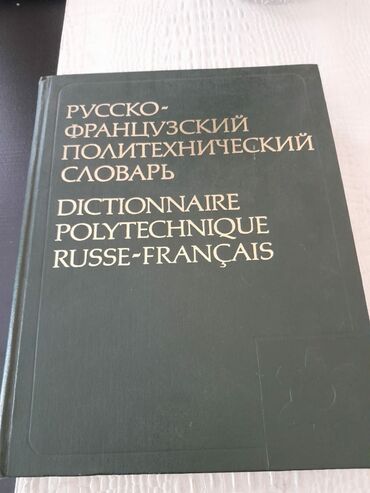 РУССКО-
ФРАНЦУЗСКИЙ
ПОЛИТЕХНИЧЕСКИЙ
СЛОВАРЬ
DICTIONNAIRE
POLYTECHNIQUE
RUSSE-FRANÇAIS